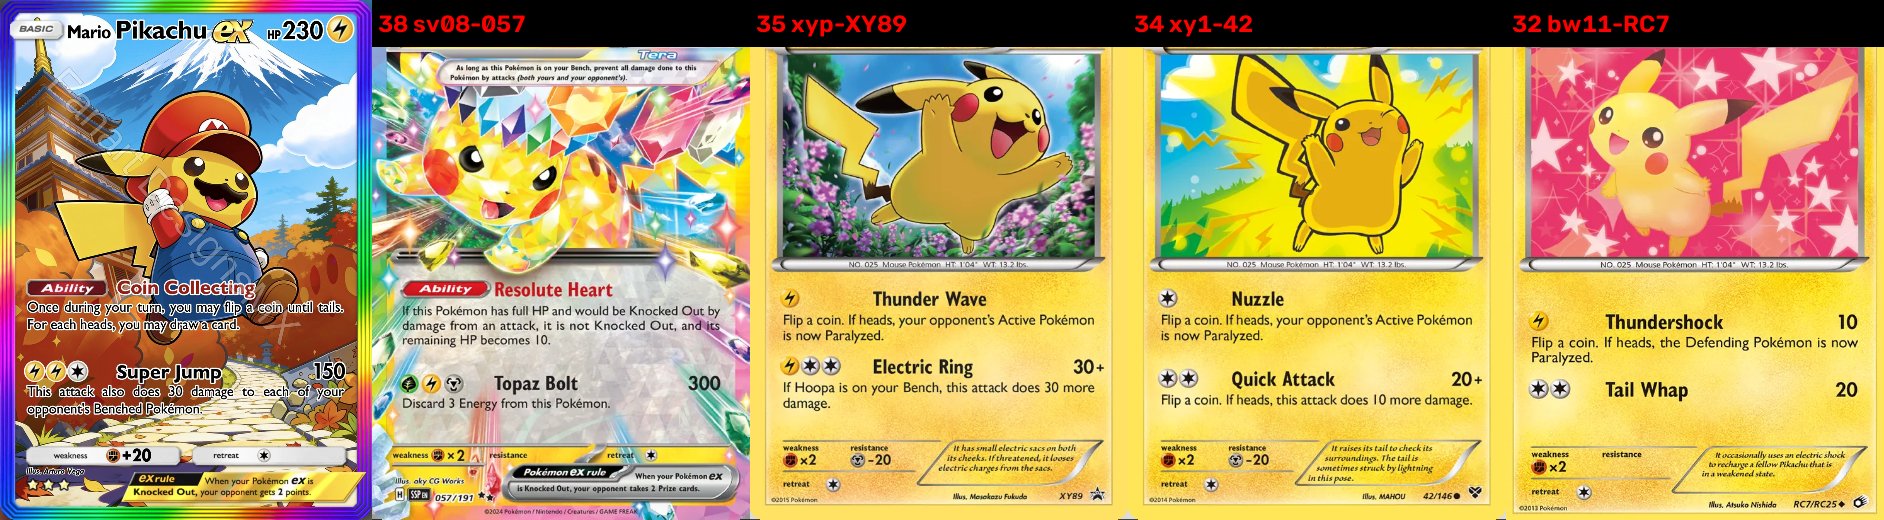 BASIC Mario Pikachu ex HP 230
Fanart
Signs
X
Ability Coin Collecting
Once during your turn, you may flip a coin until tails.
For each heads, you may draw a card.
Super Jump 150
This attack also does 30 damage to each of your
opponent's Benched Pokémon.
weakness +20 retreat
Illus. Arturo Vega
ex rule When your Pokémon ex is
Knocked Out, your opponent gets 2 points.
38 sv08-057
Tera
As long as this Pokémon is on your Bench, prevent all damage done to this
Pokémon by attacks (both yours and your opponent's).
Ability Resolute Heart
If this Pokémon has full HP and would be Knocked Out by
damage from an attack, it is not Knocked Out, and its
remaining HP becomes 10.
Topaz Bolt 300
Discard 3 Energy from this Pokémon.
weakness ×2 resistance retreat
Illus. aky CG Works
H SSP EN 057/191
Pokémon ex rule When your Pokémon ex
is Knocked Out, your opponent takes 2 Prize cards.
©2024 Pokémon / Nintendo / Creatures / GAME FREAK
35 xyp-XY89
NO. 025 Mouse Pokémon HT: 1'04" WT: 13.2 lbs.
Thunder Wave
Flip a coin. If heads, your opponent's Active Pokémon
is now Paralyzed.
Electric Ring 30+
If Hoopa is on your Bench, this attack does 30 more
damage.
weakness resistance
×2 -20
retreat
It has small electric sacs on both
its cheeks. If threatened, it looses
electric charges from the sacs.
©2015 Pokémon
Illus. Masakazu Fukuda XY89
34 xy1-42
NO. 025 Mouse Pokémon HT: 1'04" WT: 13.2 lbs.
Nuzzle
Flip a coin. If heads, your opponent's Active Pokémon
is now Paralyzed.
Quick Attack 20+
Flip a coin. If heads, this attack does 10 more damage.
weakness resistance
×2 -20
retreat
It raises its tail to check its
surroundings. The tail is
sometimes struck by lightning
in this pose.
©2014 Pokémon
Illus. MAHOU 42/146
32 bw11-RC7
NO. 025 Mouse Pokémon HT: 1'04" WT: 13.2 lbs.
Thundershock 10
Flip a coin. If heads, the Defending Pokémon is now
Paralyzed.
Tail Whap 20
weakness resistance
×2
retreat
It occasionally uses an electric shock
to recharge a fellow Pikachu that is
in a weakened state.
©2013 Pokémon
Illus. Atsuko Nishida RC7/RC25